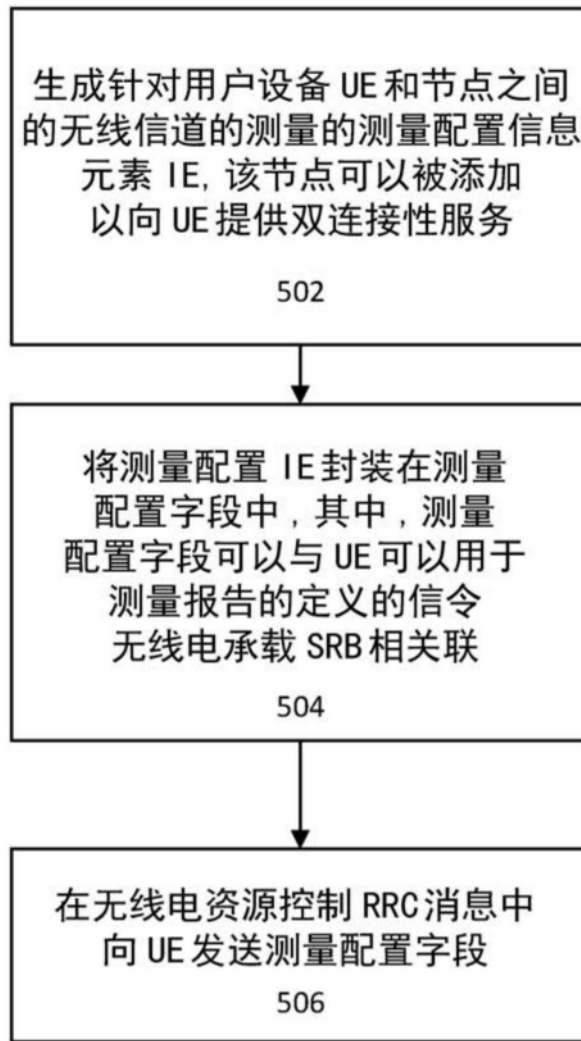 生成针对用户设备 UE 和节点之间
的无线信道的测量的测量配置信息
元素 IE, 该节点可以被添加
以向 UE 提供双连接性服务
502
将测量配置 IE 封装在测量
配置字段中，其中，测量
配置字段可以与 UE 可以用于
测量报告的定义的信令
无线电承载 SRB 相关联
504
在无线电资源控制 RRC 消息中
向 UE 发送测量配置字段
506